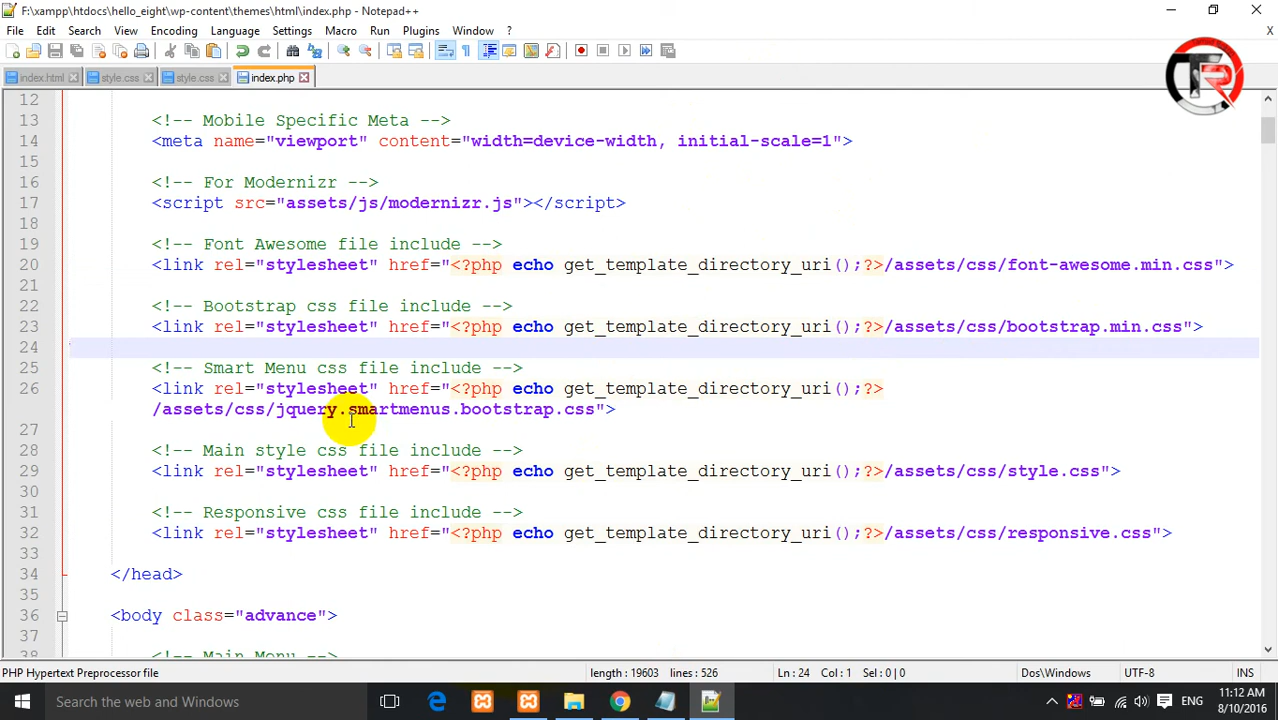 F:\xampp\htdocs\hello_eight\wp-content\themes\html\index.php - Notepad++
File Edit Search View Encoding Language Settings Macro Run Plugins Window ? X
index.html style.css style.css index.php
12
13 <!-- Mobile Specific Meta -->
14 <meta name="viewport" content="width=device-width, initial-scale=1">
15
16 <!-- For Modernizr -->
17 <script src="assets/js/modernizr.js"></script>
18
19 <!-- Font Awesome file include -->
20 <link rel="stylesheet" href="<?php echo get_template_directory_uri();?>/assets/css/font-awesome.min.css">
21
22 <!-- Bootstrap css file include -->
23 <link rel="stylesheet" href="<?php echo get_template_directory_uri();?>/assets/css/bootstrap.min.css">
24
25 <!-- Smart Menu css file include -->
26 <link rel="stylesheet" href="<?php echo get_template_directory_uri();?>
/assets/css/jquery.smartmenus.bootstrap.css">
27
28 <!-- Main style css file include -->
29 <link rel="stylesheet" href="<?php echo get_template_directory_uri();?>/assets/css/style.css">
30
31 <!-- Responsive css file include -->
32 <link rel="stylesheet" href="<?php echo get_template_directory_uri();?>/assets/css/responsive.css">
33
34 </head>
35
36 <body class="advance">
37
38 <!-- Main Menu -->
PHP Hypertext Preprocessor file length : 19603 lines : 526 Ln : 24 Col : 1 Sel : 0 | 0 Dos\Windows UTF-8 INS
Search the web and Windows ENG 11:12 AM
8/10/2016